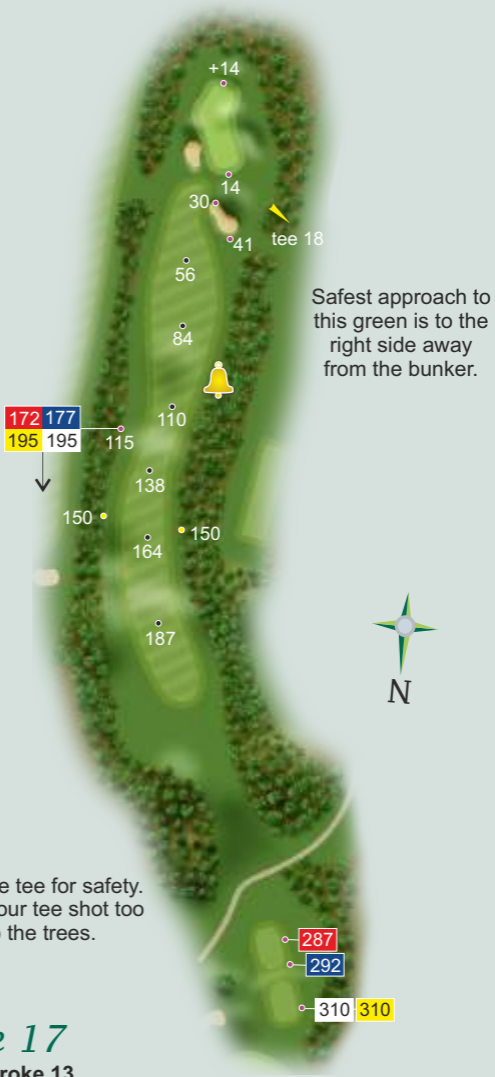 +14
14
30
41
tee 18
56
84
Safest approach to
this green is to the
right side away
from the bunker.
110
172 177
195 195
115
138
150
150
164
187
N
tee for safety.
tee shot too
the trees.
287
292
310 310
17
13